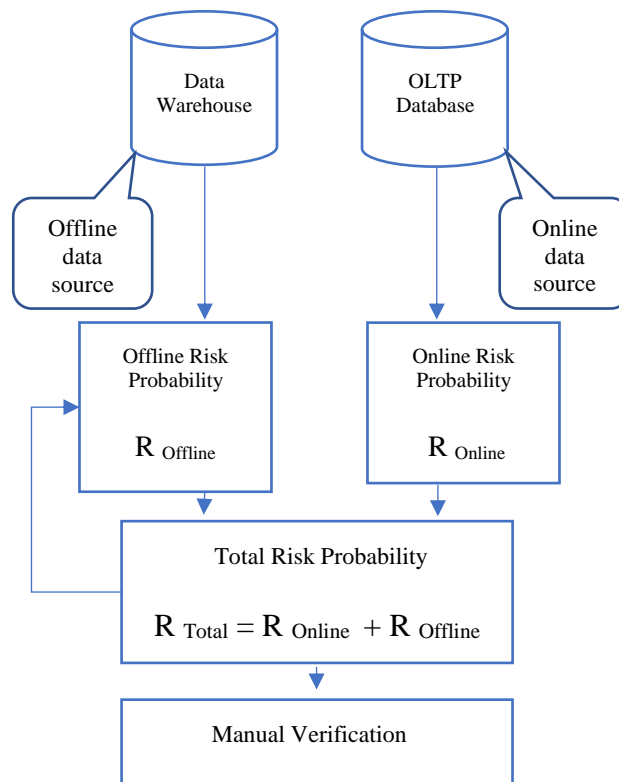 Data
Warehouse
OLTP
Database
Offline
data
source
Online
data
source
Offline Risk
Probability
R Offline
Online Risk
Probability
R Online
Total Risk Probability
R Total = R Online + R Offline
Manual Verification